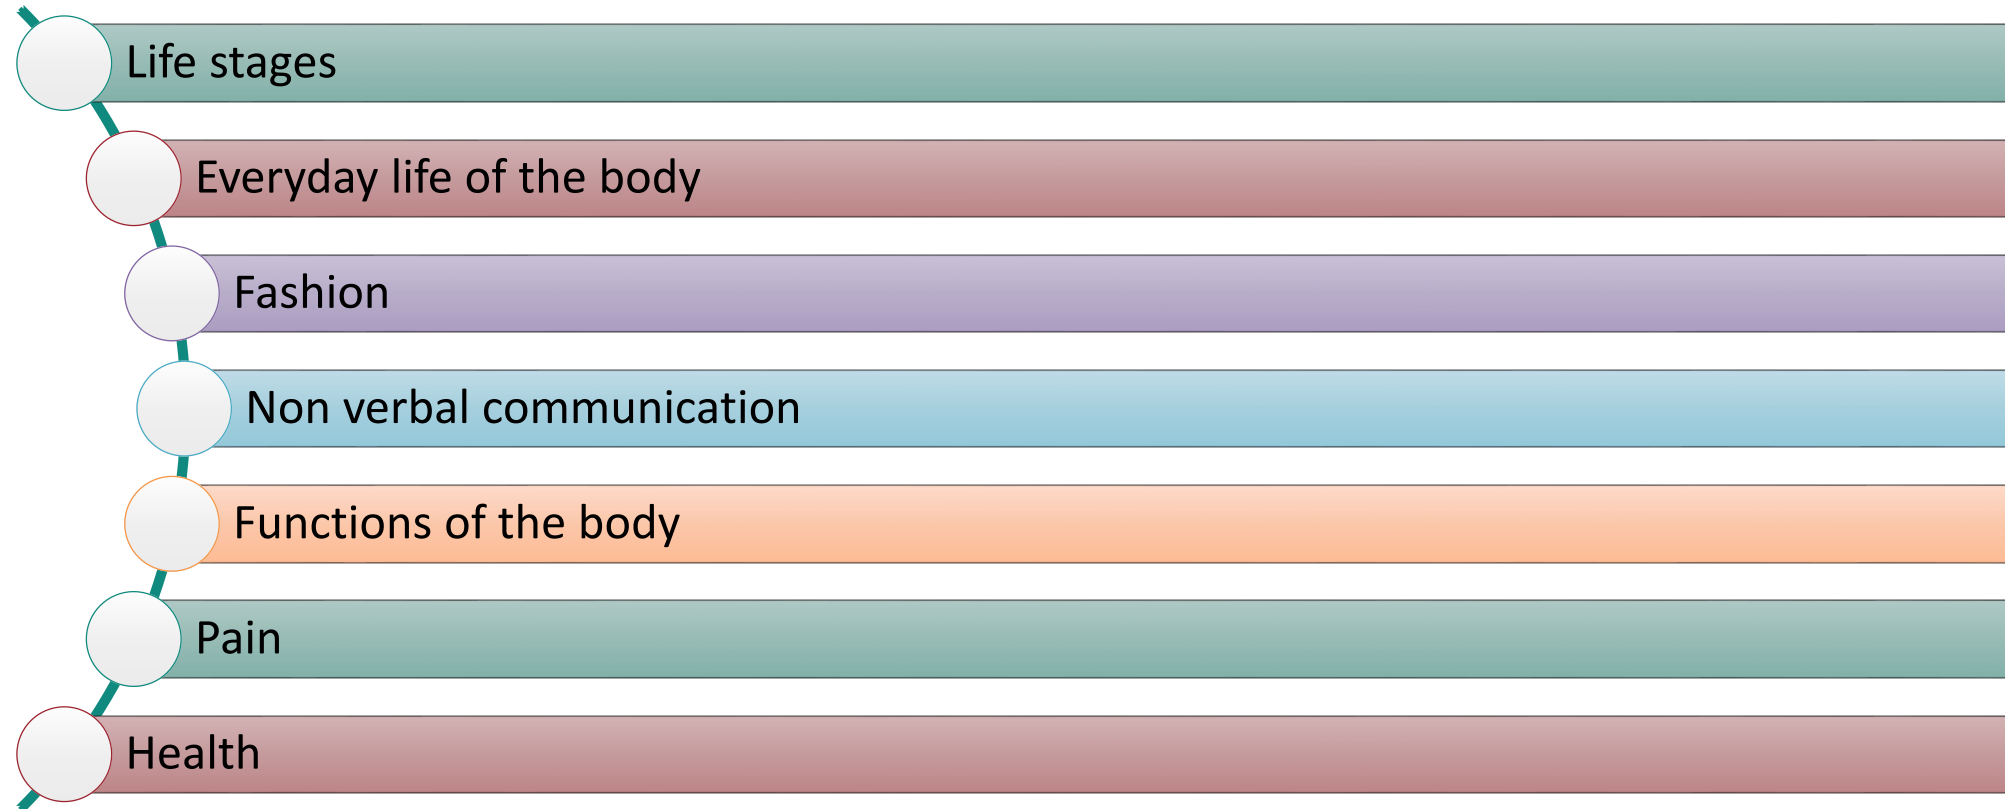 Life stages
Everyday life of the body
Fashion
Non verbal communication
Functions of the body
Pain
Health